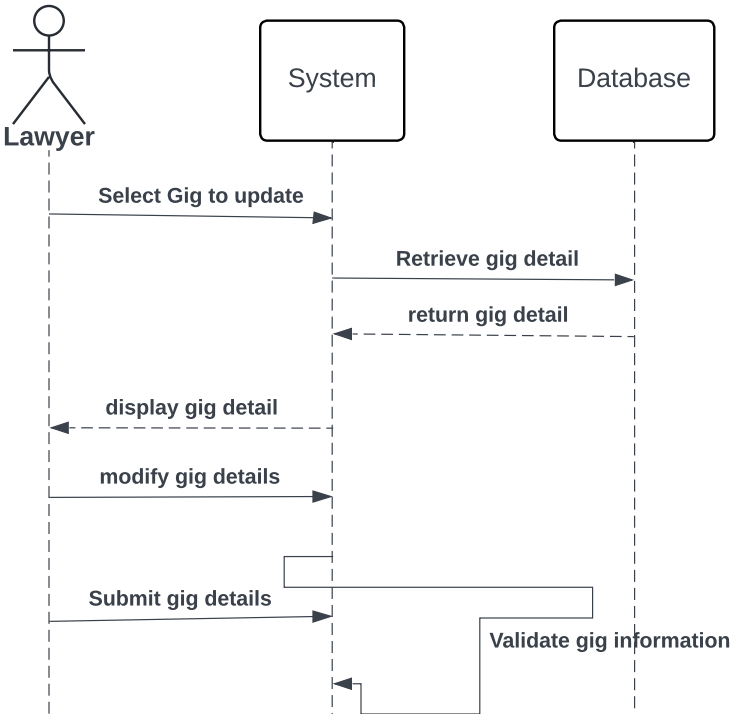 System
Database
Lawyer
Select Gig to update
Retrieve gig detail
return gig detail
display gig detail
modify gig details
Submit gig details
Validate gig information